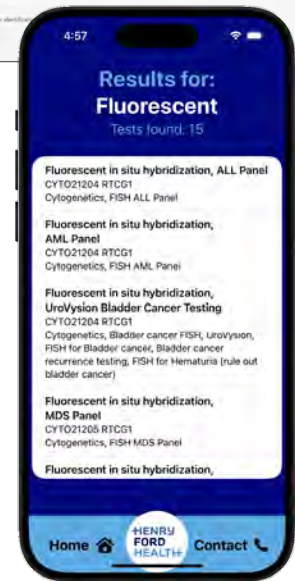 4:57
Results for:
Fluorescent
Tests found: 15
Fluorescent in situ hybridization, ALL Panel
CYTO21204 RTCG1
Cytogenetics, FISH ALL Panel
Fluorescent in situ hybridization,
AML Panel
CYTO21204 RTCG1
Cytogenetics, FISH AML Panel
Fluorescent in situ hybridization,
UroVysion Bladder Cancer Testing
CYTO21204 RTCG1
Cytogenetics, Bladder cancer FISH, UroVysion,
FISH for Bladder cancer, Bladder cancer
recurrence testing, FISH for Hematuria (rule out
bladder cancer)
Fluorescent in situ hybridization,
MDS Panel
CYTO21205 RTCG1
Cytogenetics, FISH MDS Panel
Fluorescent in situ hybridization,
Home
HENRY
FORD
HEALTH
Contact